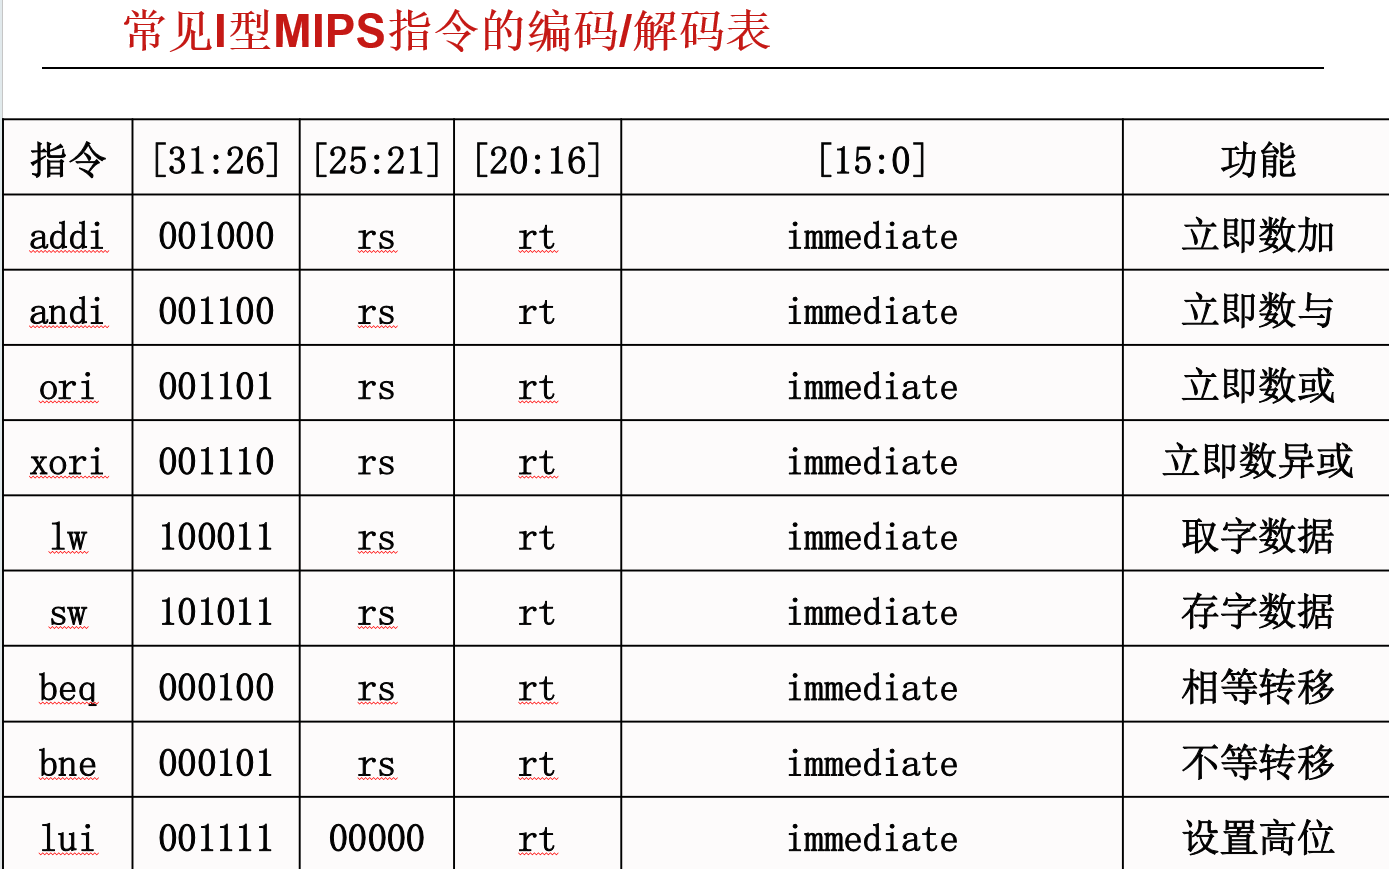 常见I型MIPS指令的编码/解码表
指令 [31:26] [25:21] [20:16] [15:0] 功能
addi 001000 rs rt immediate 立即数加
andi 001100 rs rt immediate 立即数与
ori 001101 rs rt immediate 立即数或
xori 001110 rs rt immediate 立即数异或
lw 100011 rs rt immediate 取字数据
sw 101011 rs rt immediate 存字数据
beq 000100 rs rt immediate 相等转移
bne 000101 rs rt immediate 不等转移
lui 001111 00000 rt immediate 设置高位